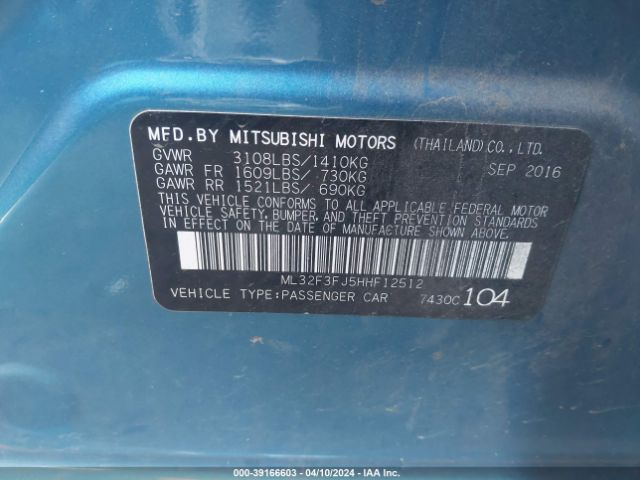 MFD.BY MITSUBISHI MOTORS (THAILAND)CO.,LTD.
GVWR 3108LBS/1410KG SEP 2016
GAWR FR 1609LBS/ 730KG
GAWR RR 1521LBS/ 690KG
THIS VEHICLE CONFORMS TO ALL APPLICABLE FEDERAL MOTOR
VEHICLE SAFETY, BUMPER, AND THEFT PREVENTION STANDARDS
IN EFFECT ON THE DATE OF MANUFACTURE SHOWN ABOVE.
ML32F3FJ5HHF12512
VEHICLE TYPE:PASSENGER CAR 7430C 104
000-39166603 - 04/10/2024 - IAA Inc.